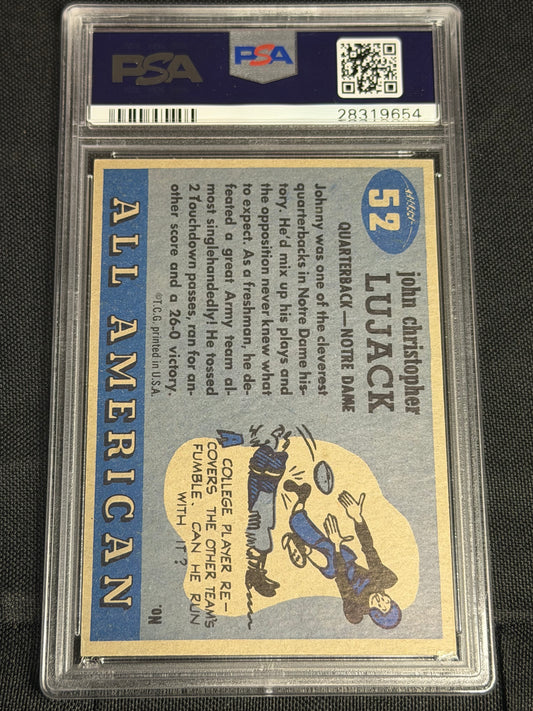 PSA
PSA
28319654
52
john christopher
LUJACK
QUARTERBACK—NOTRE DAME
Johnny was one of the cleverest
quarterbacks in Notre Dame his-
tory. He'd mix up his plays and
the opposition never knew what
to expect. As a freshman, he de-
feated a great Army team al-
most singlehandedly! He tossed
2 Touchdown passes, ran for an-
other score and a 26-0 victory.
©T.C.G. printed in U.S.A.
A COLLEGE PLAYER RE-
COVERS THE OTHER TEAM'S
FUMBLE. CAN HE RUN
WITH IT?
No.
ALL AMERICAN